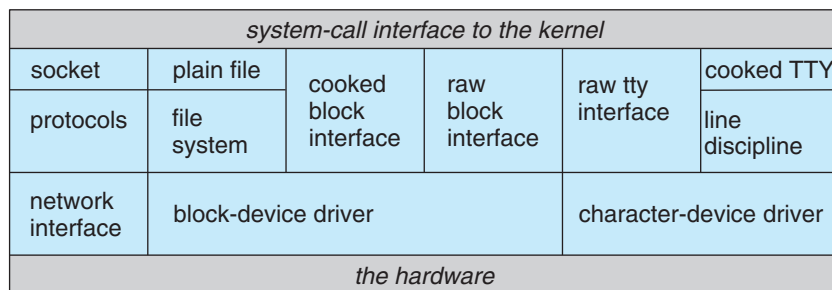 system-call interface to the kernel
socket
plain file
cooked
block
interface
raw
block
interface
raw tty
interface
cooked TTY
protocols
file
system
line
discipline
network
interface
block-device driver
character-device driver
the hardware